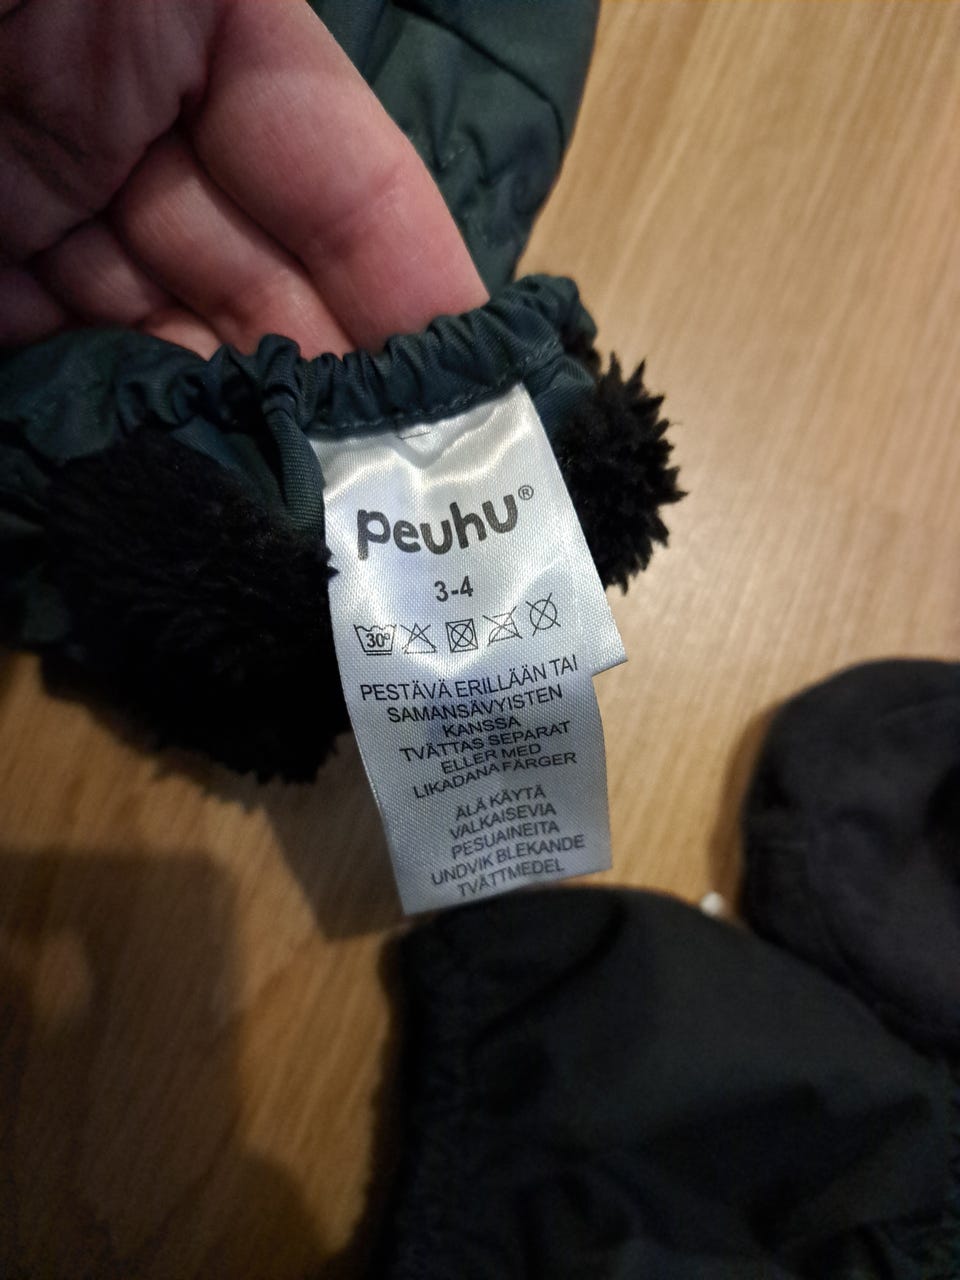 peuhu®
3-4
30°
PESTÄVÄ ERILLÄÄN TAI
SAMANSÄVYISTEN
KANSSA
TVÄTTAS SEPARAT
ELLER MED
LIKADANA FÄRGER
ÄLÄ KÄYTÄ
VALKAISEVIA
PESUAINEITA
UNDVIK BLEKANDE
TVÄTTMEDEL